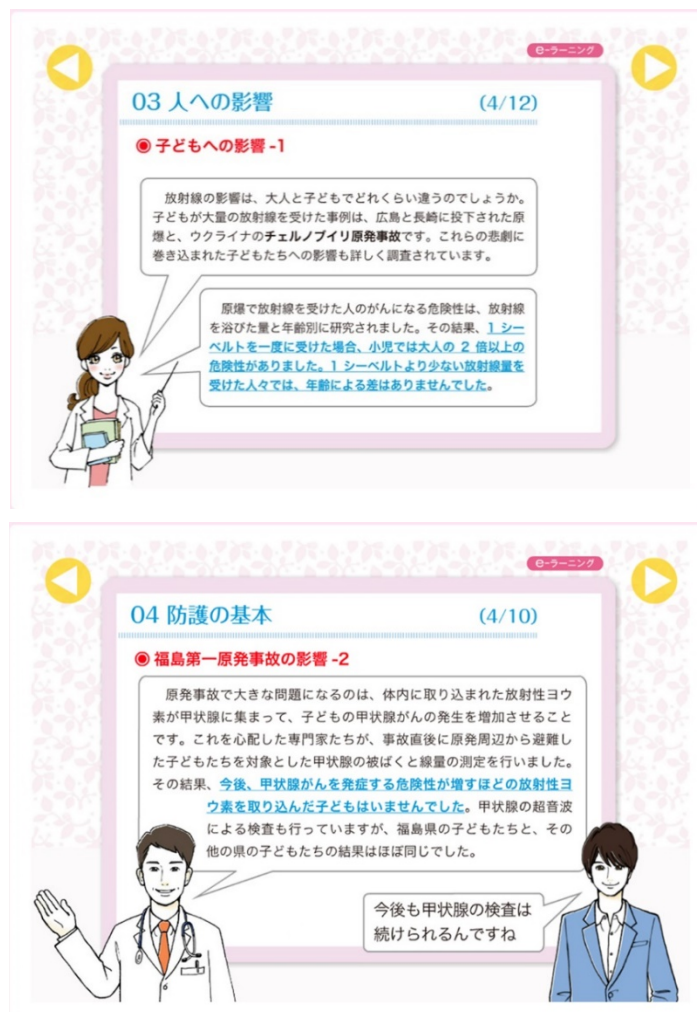 e-ラーニング
03 人への影響 (4/12)
◉ 子どもへの影響 -1
放射線の影響は、大人と子どもでどれくらい違うのでしょうか。
子どもが大量の放射線を受けた事例は、広島と長崎に投下された原
爆と、ウクライナのチェルノブイリ原発事故です。これらの悲劇に
巻き込まれた子どもたちへの影響も詳しく調査されています。
原爆で放射線を受けた人のがんになる危険性は、放射線
を浴びた量と年齢別に研究されました。その結果、1 シー
ベルトを一度に受けた場合、小児では大人の 2 倍以上の
危険性がありました。1 シーベルトより少ない放射線量を
受けた人々では、年齢による差はありませんでした。
e-ラーニング
04 防護の基本 (4/10)
◉ 福島第一原発事故の影響 -2
原発事故で大きな問題になるのは、体内に取り込まれた放射性ヨウ
素が甲状腺に集まって、子どもの甲状腺がんの発生を増加させること
です。これを心配した専門家たちが、事故直後に原発周辺から避難し
た子どもたちを対象とした甲状腺の被ばくと線量の測定を行いました。
その結果、今後、甲状腺がんを発症する危険性が増すほどの放射性ヨ
ウ素を取り込んだ子どもはいませんでした。甲状腺の超音波
による検査も行っていますが、福島県の子どもたちと、その
他の県の子どもたちの結果はほぼ同じでした。
今後も甲状腺の検査は
続けられるんですね